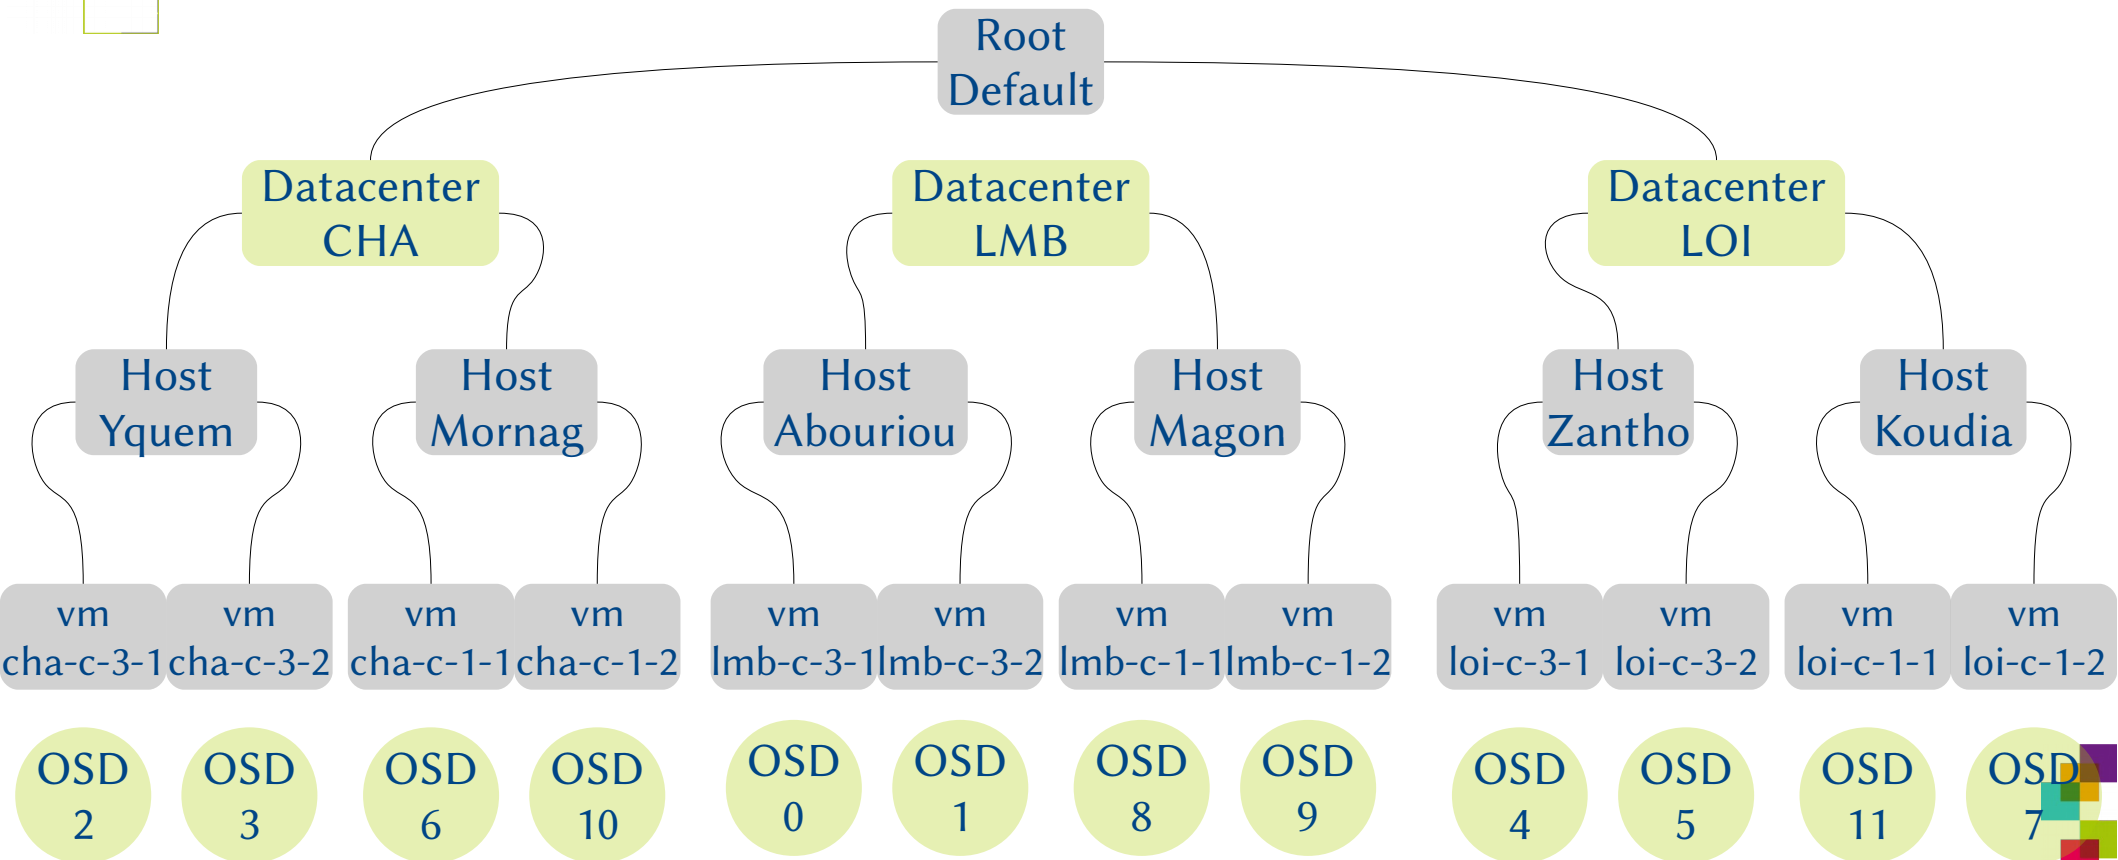 Root
Default
Datacenter
CHA
Datacenter
LMB
Datacenter
LOI
Host
Yquem
Host
Mornag
Host
Abouriou
Host
Magon
Host
Zantho
Host
Koudia
vm
cha-c-3-1
vm
cha-c-3-2
vm
cha-c-1-1
vm
cha-c-1-2
vm
lmb-c-3-1
vm
lmb-c-3-2
vm
lmb-c-1-1
vm
lmb-c-1-2
vm
loi-c-3-1
vm
loi-c-3-2
vm
loi-c-1-1
vm
loi-c-1-2
OSD
2
OSD
3
OSD
6
OSD
10
OSD
0
OSD
1
OSD
8
OSD
9
OSD
4
OSD
5
OSD
11
OSD
7